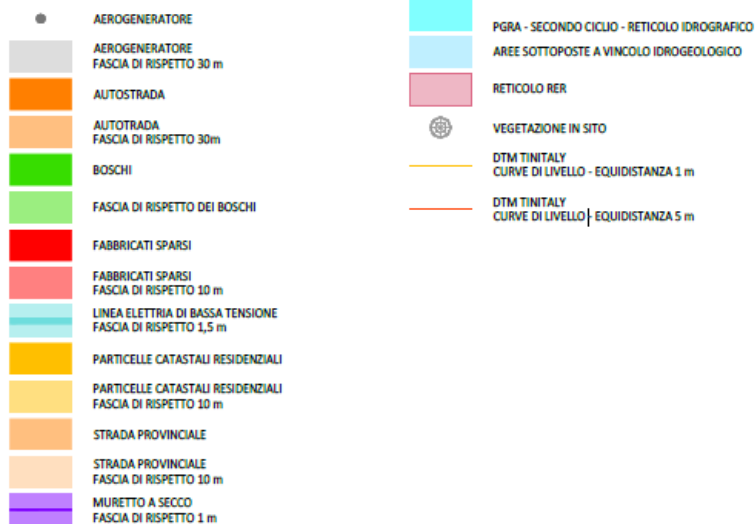 AEROGENERATORE
AEROGENERATORE
FASCIA DI RISPETTO 30 m
AUTOSTRADA
AUTOTRADA
FASCIA DI RISPETTO 30m
BOSCHI
FASCIA DI RISPETTO DEI BOSCHI
FABBRICATI SPARSI
FABBRICATI SPARSI
FASCIA DI RISPETTO 10 m
LINEA ELETTRIA DI BASSA TENSIONE
FASCIA DI RISPETTO 1,5 m
PARTICELLE CATASTALI RESIDENZIALI
PARTICELLE CATASTALI RESIDENZIALI
FASCIA DI RISPETTO 10 m
STRADA PROVINCIALE
STRADA PROVINCIALE
FASCIA DI RISPETTO 10 m
MURETTO A SECCO
FASCIA DI RISPETTO 1 m
PGRA - SECONDO CICLIO - RETICOLO IDROGRAFICO
AREE SOTTOPOSTE A VINCOLO IDROGEOLOGICO
RETICOLO RER
VEGETAZIONE IN SITO
DTM TINITALY
CURVE DI LIVELLO - EQUIDISTANZA 1 m
DTM TINITALY
CURVE DI LIVELLO - EQUIDISTANZA 5 m